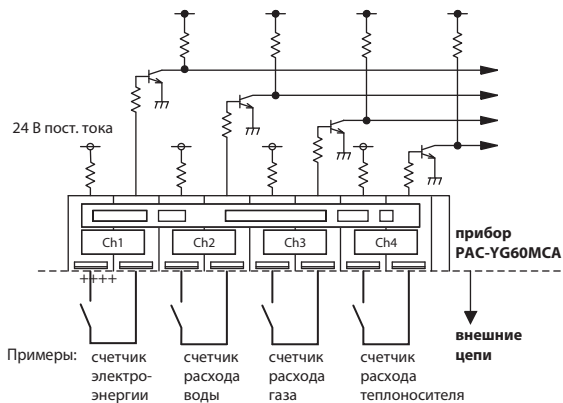 24 В пост. тока
Ch1 Ch2 Ch3 Ch4
++++
прибор
PAC-YG60MCA
внешние
цепи
Примеры:
счетчик
электро-
энергии
счетчик
расхода
воды
счетчик
расхода
газа
счетчик
расхода
теплоносителя